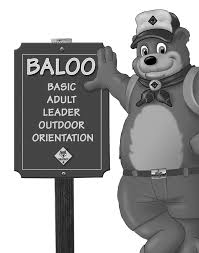 BALOO
BASIC
ADULT
LEADER
OUTDOOR
ORIENTATION